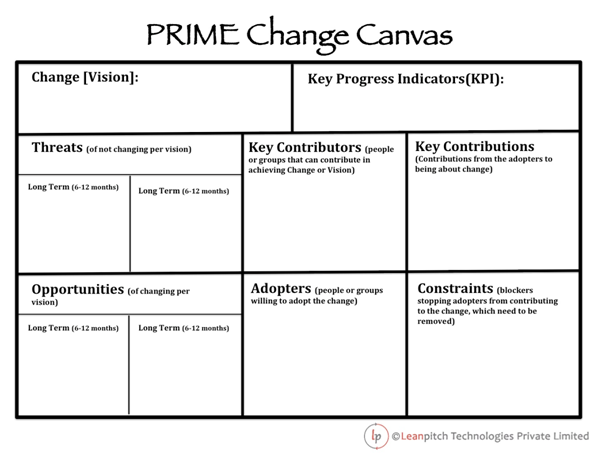 PRIME Change Canvas
Change [Vision]:
Key Progress Indicators(KPI):
Threats (of not changing per vision)
Long Term (6-12 months)
Long Term (6-12 months)
Key Contributors (people
or groups that can contribute in
achieving Change or Vision)
Key Contributions
(Contributions from the adopters to
being about change)
Opportunities (of changing per
vision)
Long Term (6-12 months)
Long Term (6-12 months)
Adopters (people or groups
willing to adopt the change)
Constraints (blockers
stopping adopters from contributing
to the change, which need to be
removed)
lp ©Leanpitch Technologies Private Limited